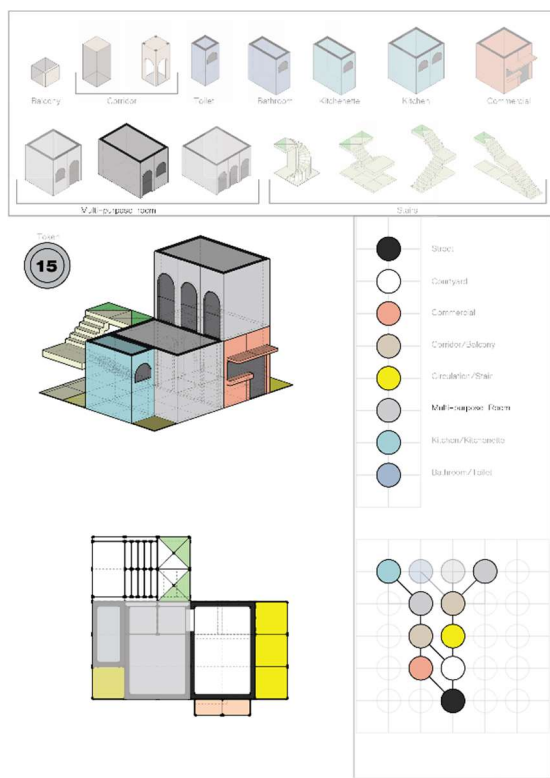 Balcony
Corridor
Toilet
Bathroom
Kitchenette
Kitchen
Commercial
Multi-purpose room
Stairs
Token
15
Street
Courtyard
Commercial
Corridor/Balcony
Circulation/Stair
Multi-purpose Room
Kitchen/Kitchenette
Bathroom/Toilet